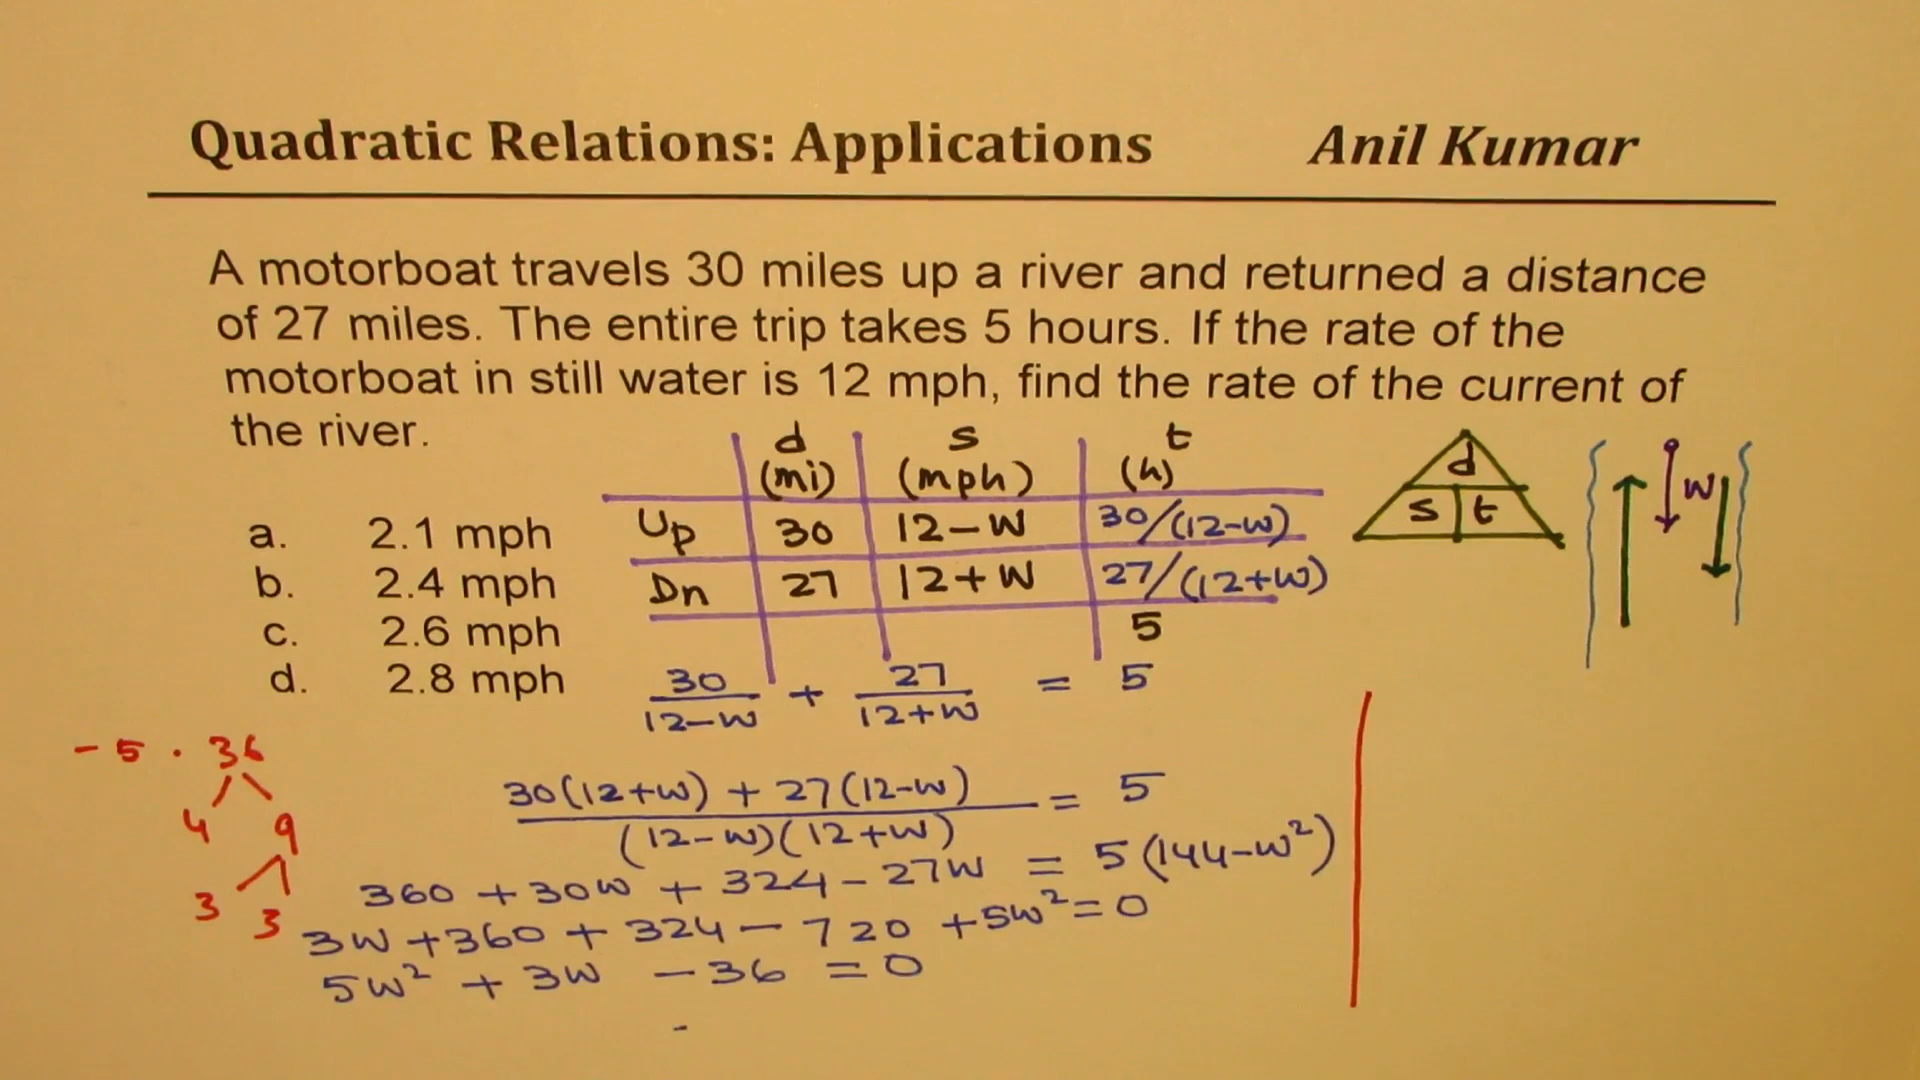 Quadratic Relations: Applications Anil Kumar
A motorboat travels 30 miles up a river and returned a distance
of 27 miles. The entire trip takes 5 hours. If the rate of the
motorboat in still water is 12 mph, find the rate of the current of
the river.
a. 2.1 mph
b. 2.4 mph
c. 2.6 mph
d. 2.8 mph
d s t
(mi) (mph) (h)
Up 30 12-W 30/(12-w)
Dn 27 12+W 27/(12+w)
5
d
s t
W
30/(12-w) + 27/(12+w) = 5
(30(12+w) + 27(12-w))/((12-w)(12+w)) = 5
360 + 30w + 324 - 27w = 5(144-w²)
3w + 360 + 324 - 720 + 5w² = 0
5w² + 3w - 36 = 0
-
- 5 . 36
4 9
3 3